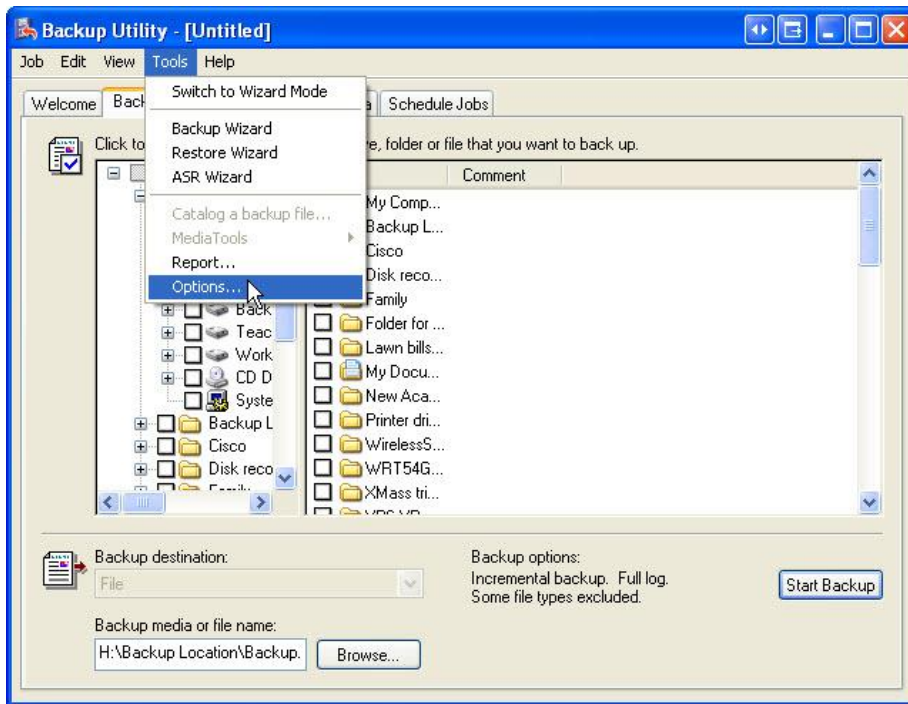 Backup Utility - [Untitled]
Job Edit View Tools Help
Switch to Wizard Mode
Backup Wizard
Restore Wizard
ASR Wizard
Catalog a backup file...
MediaTools
Report...
Options...
Welcome Schedule Jobs
Click to e, folder or file that you want to back up.
Comment
My Comp...
Backup L...
Cisco
Disk reco...
Family
Folder for ...
Lawn bills...
My Docu...
New Aca...
Printer dri...
WirelessS...
WRT54G...
XMass tri...
Back
Teac
Work
CD D
Syste
Backup L
Cisco
Disk reco
Backup destination:
File
Backup media or file name:
H:\Backup Location\Backup.
Browse...
Backup options:
Incremental backup. Full log.
Some file types excluded.
Start Backup